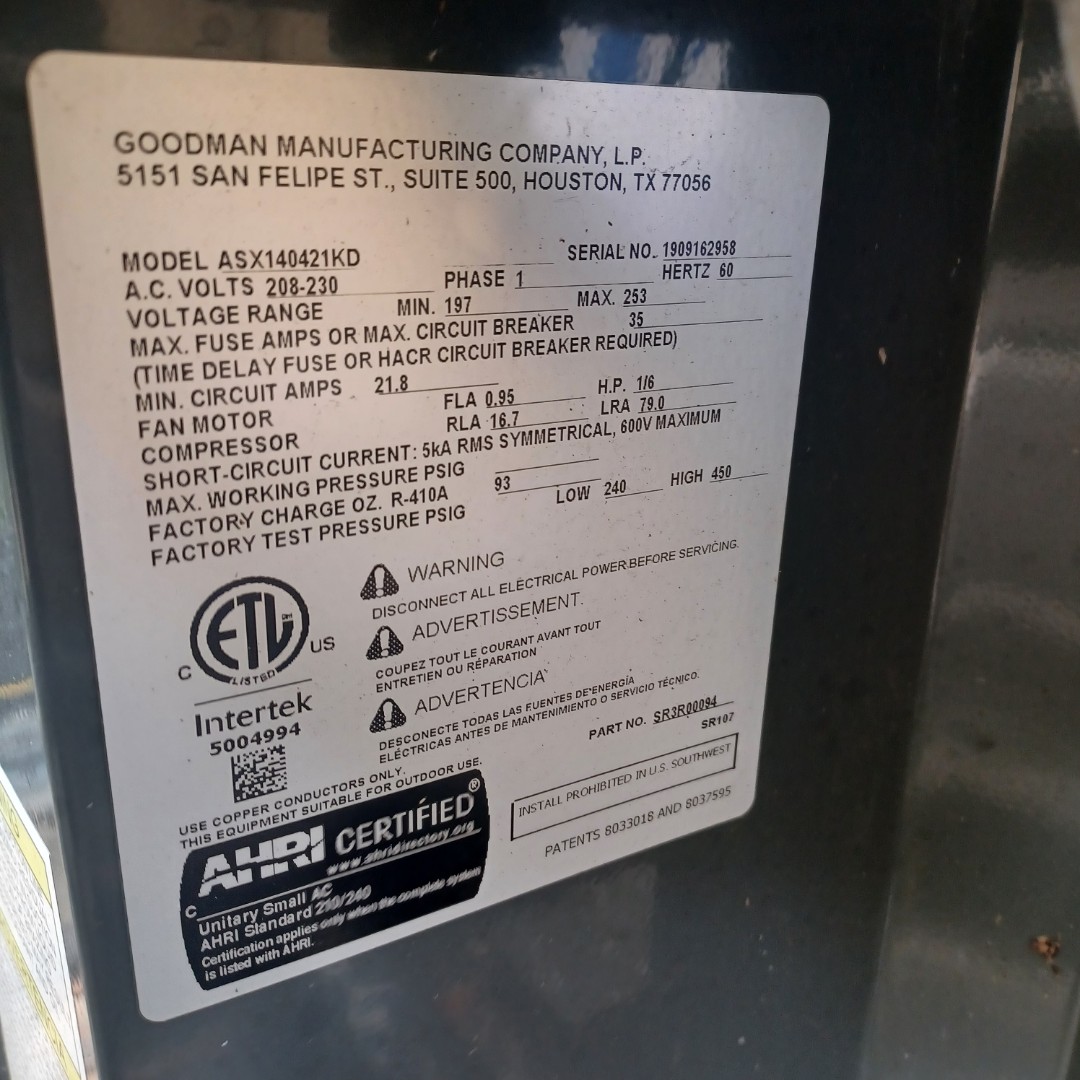 GOODMAN MANUFACTURING COMPANY, L.P.
5151 SAN FELIPE ST., SUITE 500, HOUSTON, TX 77056
MODEL ASX140421KD SERIAL NO. 1909162958
A.C. VOLTS 208-230 PHASE 1 HERTZ 60
VOLTAGE RANGE MIN. 197 MAX. 253
MAX. FUSE AMPS OR MAX. CIRCUIT BREAKER 35
(TIME DELAY FUSE OR HACR CIRCUIT BREAKER REQUIRED)
MIN. CIRCUIT AMPS 21.8
FAN MOTOR FLA 0.95 H.P. 1/6
COMPRESSOR RLA 16.7 LRA 79.0
SHORT-CIRCUIT CURRENT: 5kA RMS SYMMETRICAL, 600V MAXIMUM
MAX. WORKING PRESSURE PSIG
FACTORY CHARGE OZ. R-410A 93
FACTORY TEST PRESSURE PSIG LOW 240 HIGH 450
WARNING
DISCONNECT ALL ELECTRICAL POWER BEFORE SERVICING.
ADVERTISSEMENT.
COUPEZ TOUT LE COURANT AVANT TOUT
ENTRETIEN OU RÉPARATION
ADVERTENCIA
DESCONECTE TODAS LAS FUENTES DE ENERGÍA
ELÉCTRICAS ANTES DE MANTENIMIENTO O SERVICIO TÉCNICO.
C ETL CM US
LISTED
Intertek
5004994
PART NO. SR3R00094
SR107
USE COPPER CONDUCTORS ONLY.
THIS EQUIPMENT SUITABLE FOR OUTDOOR USE.
INSTALL PROHIBITED IN U.S. SOUTHWEST
PATENTS 8033018 AND 8037595
AHRI CERTIFIED®
www.ahridirectory.org
C
Unitary Small AC
AHRI Standard 210/240
Certification applies only when the complete system
is listed with AHRI.